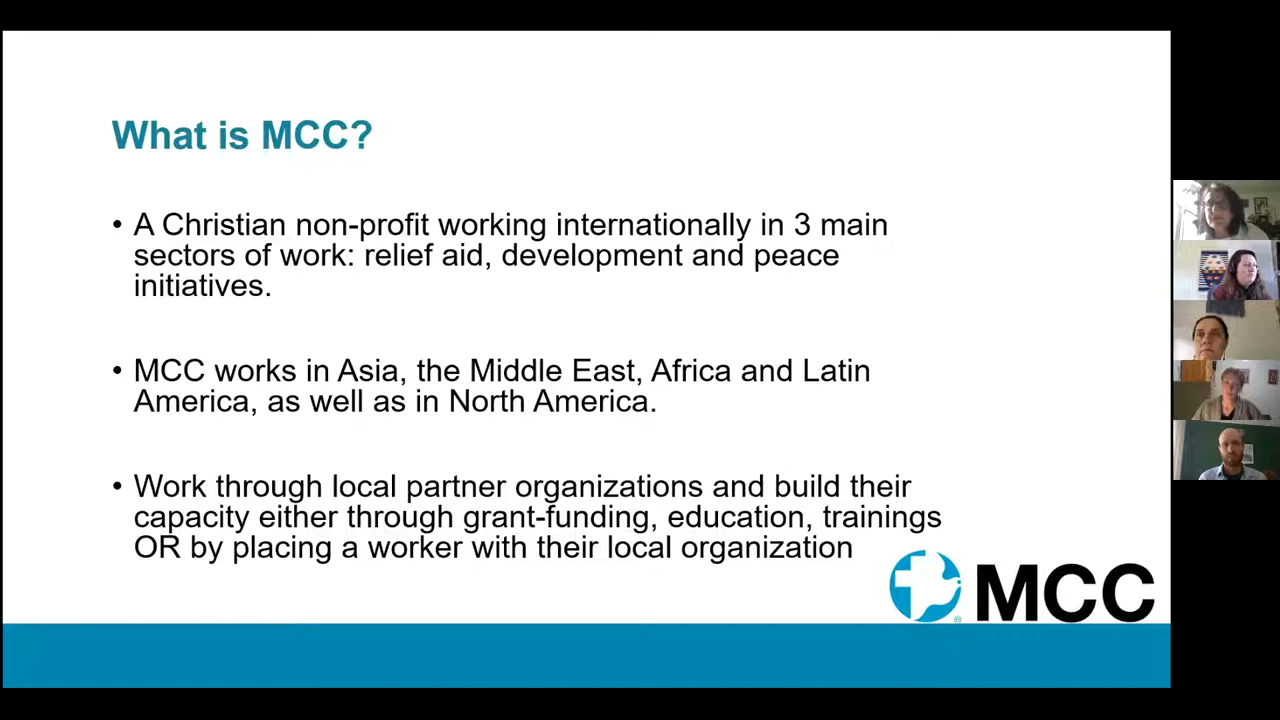 What is MCC?
• A Christian non-profit working internationally in 3 main
sectors of work: relief aid, development and peace
initiatives.
• MCC works in Asia, the Middle East, Africa and Latin
America, as well as in North America.
• Work through local partner organizations and build their
capacity either through grant-funding, education, trainings
OR by placing a worker with their local organization
® MCC